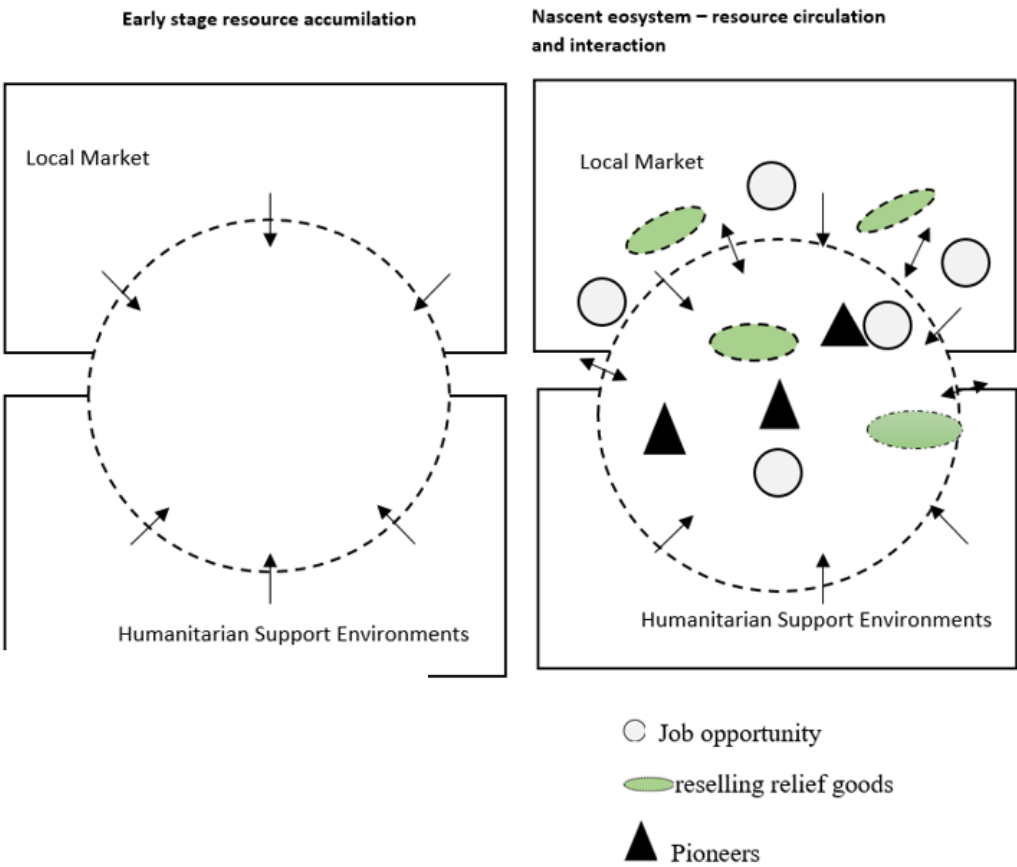 Early stage resource accumilation
Nascent eosystem – resource circulation
and interaction
Local Market
Local Market
Humanitarian Support Environments
Humanitarian Support Environments
Job opportunity
reselling relief goods
Pioneers